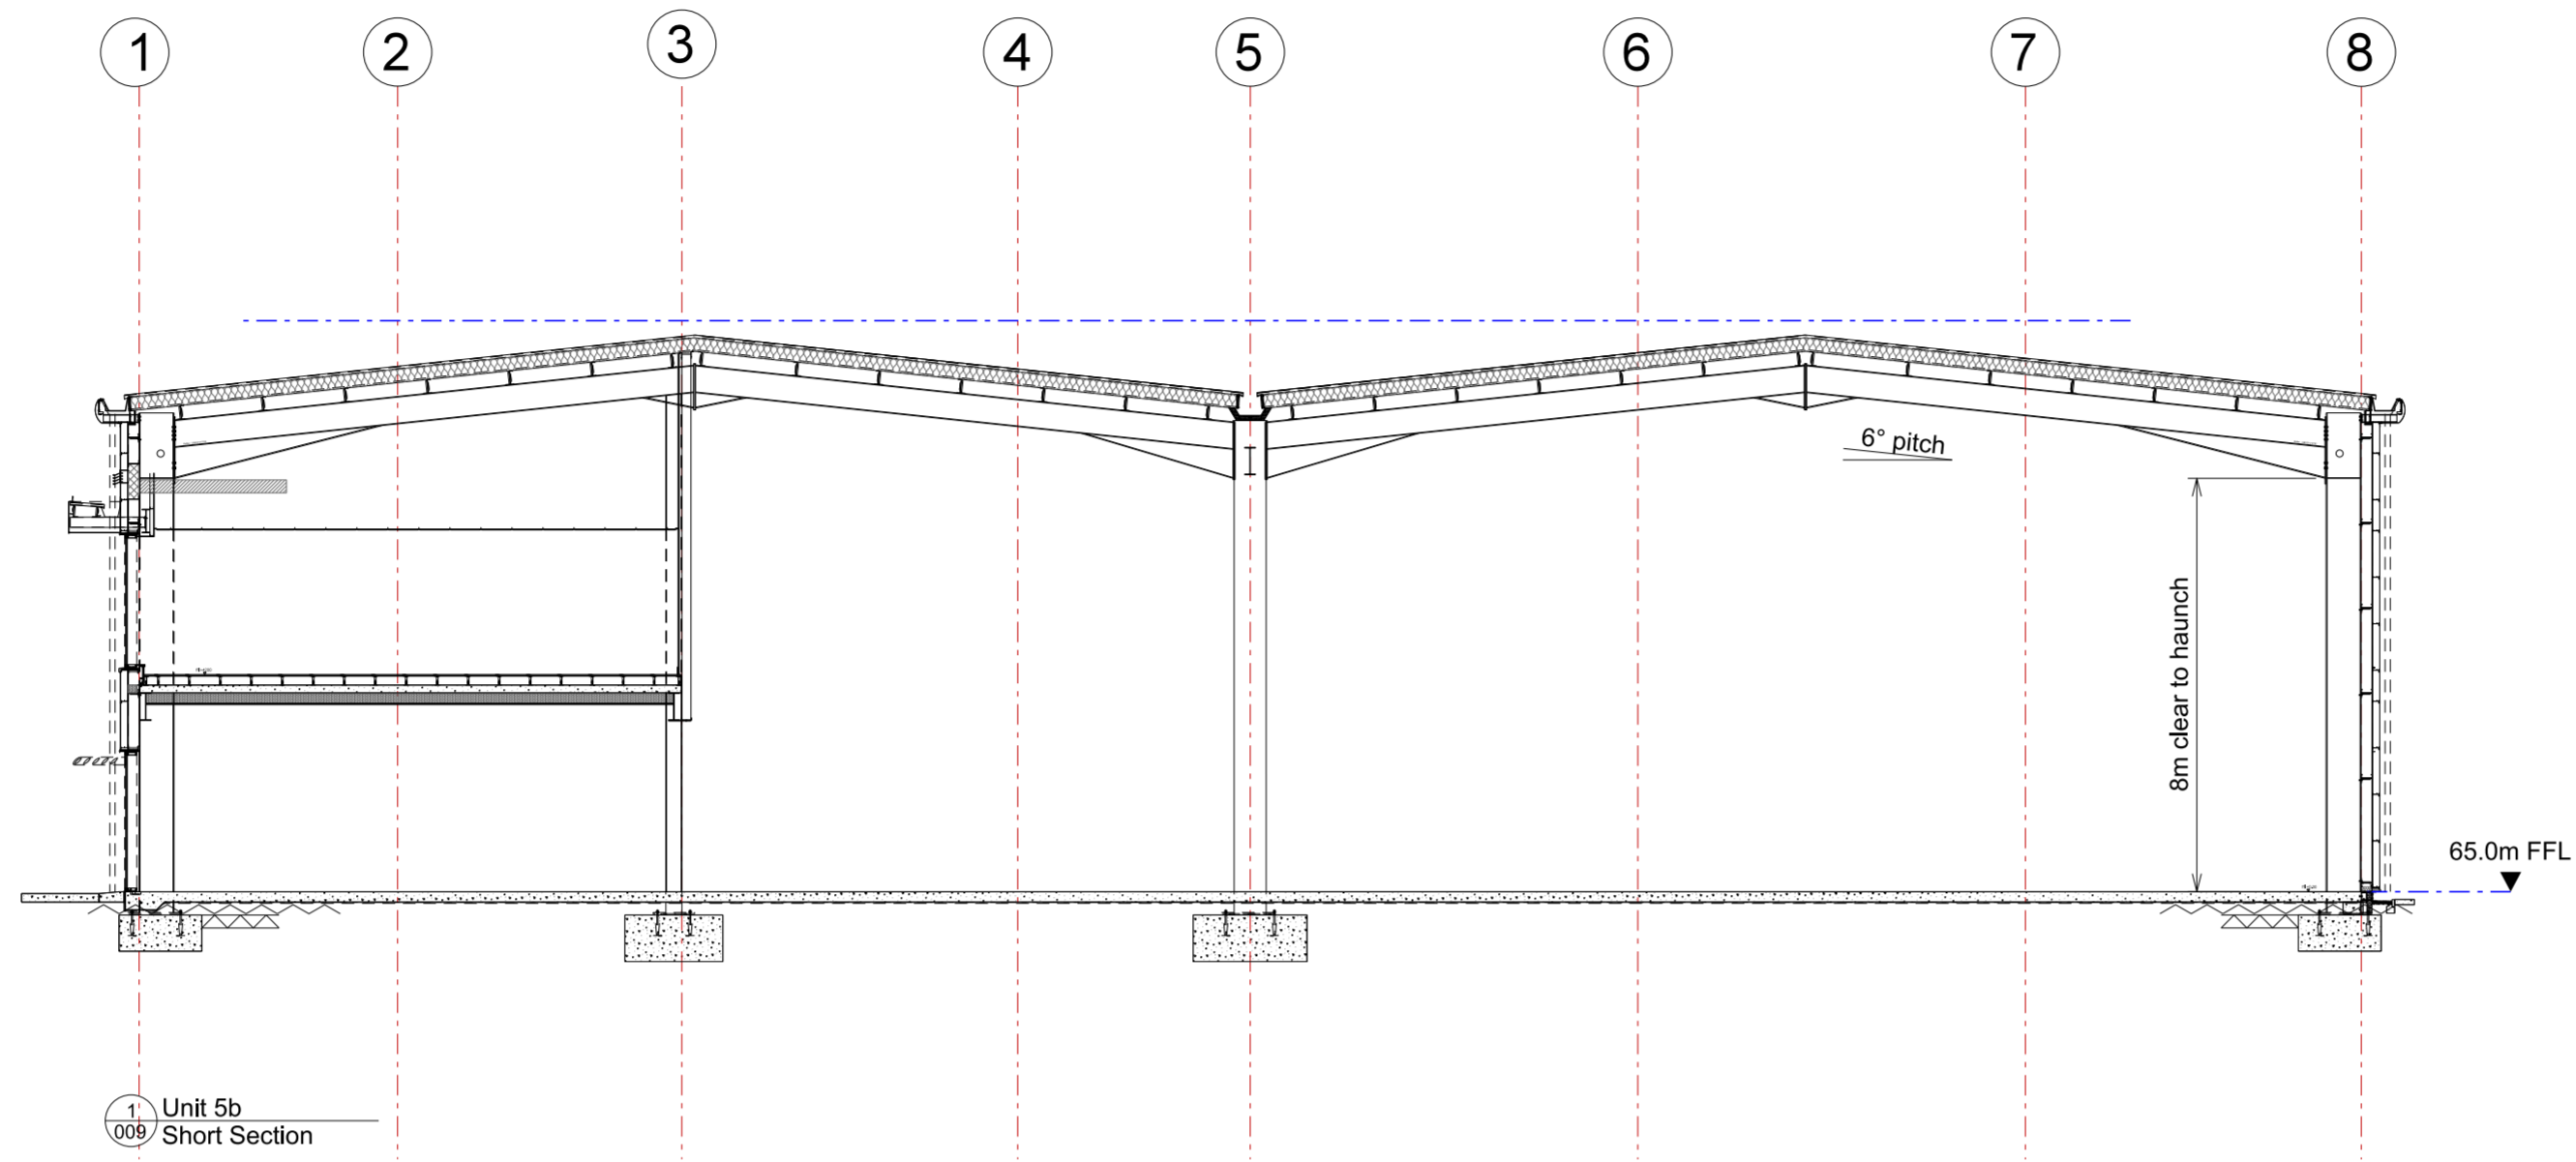 1 2 3 4 5 6 7 8
6° pitch
8m clear to haunch
65.0m FFL
1 Unit 5b
009 Short Section